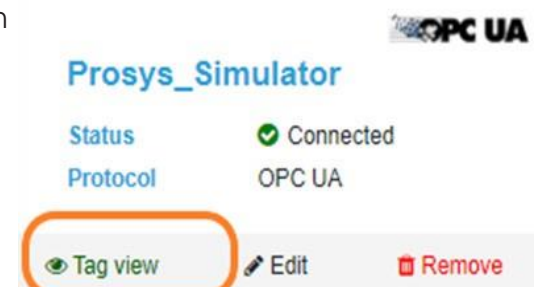 n
OPC UA
Prosys_Simulator
Status Connected
Protocol OPC UA
Tag view Edit Remove